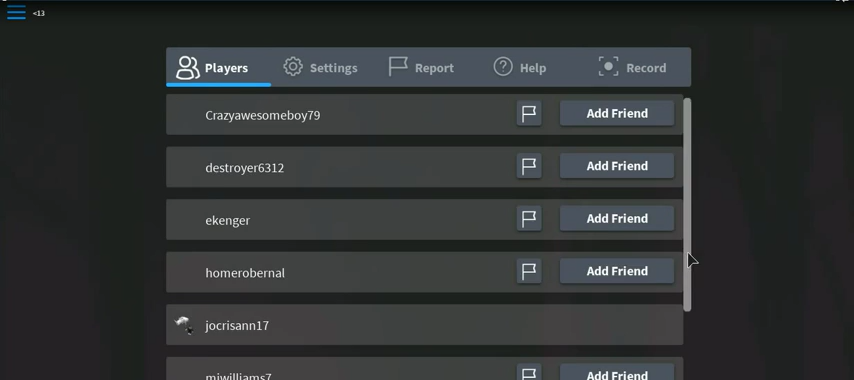 <13
Players Settings Report Help Record
Crazyawesomeboy79 Add Friend
destroyer6312 Add Friend
ekenger Add Friend
homerobernal Add Friend
jocrisann17
miwilliams7 Add Friend